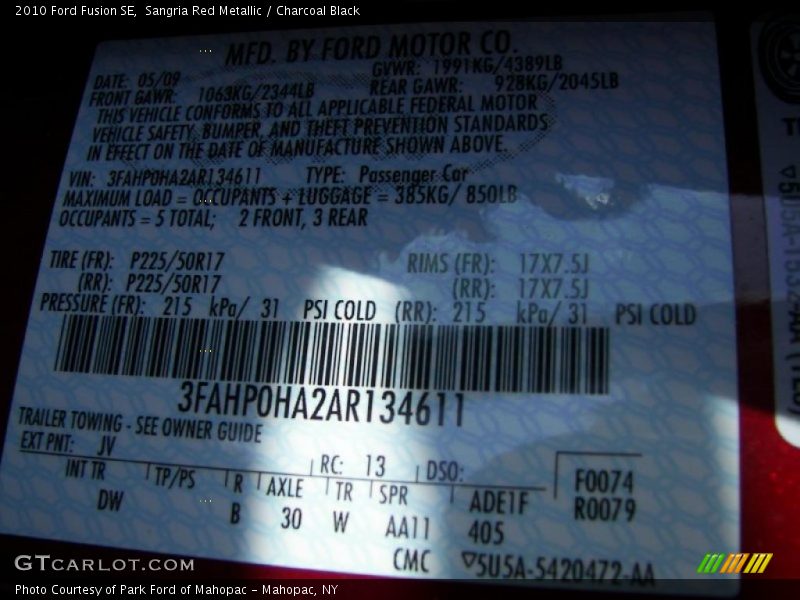 2010 Ford Fusion SE, Sangria Red Metallic / Charcoal Black
MFD. BY FORD MOTOR CO.
DATE: 05/09 GVWR: 1991KG/4389LB
FRONT GAWR: 1063KG/2344LB REAR GAWR: 928KG/2045LB
THIS VEHICLE CONFORMS TO ALL APPLICABLE FEDERAL MOTOR
VEHICLE SAFETY, BUMPER, AND THEFT PREVENTION STANDARDS
IN EFFECT ON THE DATE OF MANUFACTURE SHOWN ABOVE.
VIN: 3FAHP0HA2AR134611 TYPE: Passenger Car
MAXIMUM LOAD = OCCUPANTS + LUGGAGE = 385KG/ 850LB
OCCUPANTS = 5 TOTAL; 2 FRONT, 3 REAR
TIRE (FR): P225/50R17 RIMS (FR): 17X7.5J
(RR): P225/50R17 (RR): 17X7.5J
PRESSURE (FR): 215 kPa/ 31 PSI COLD (RR): 215 kPa/ 31 PSI COLD
3FAHP0HA2AR134611
TRAILER TOWING - SEE OWNER GUIDE
EXT PNT: JV RC: 13 DSO: F0074
INT TR TP/PS R AXLE TR SPR ADE1F R0079
DW B 30 W AA11 405
CMC ▽5U5A-5420472-AA
GTCARLOT.COM
Photo Courtesy of Park Ford of Mahopac – Mahopac, NY